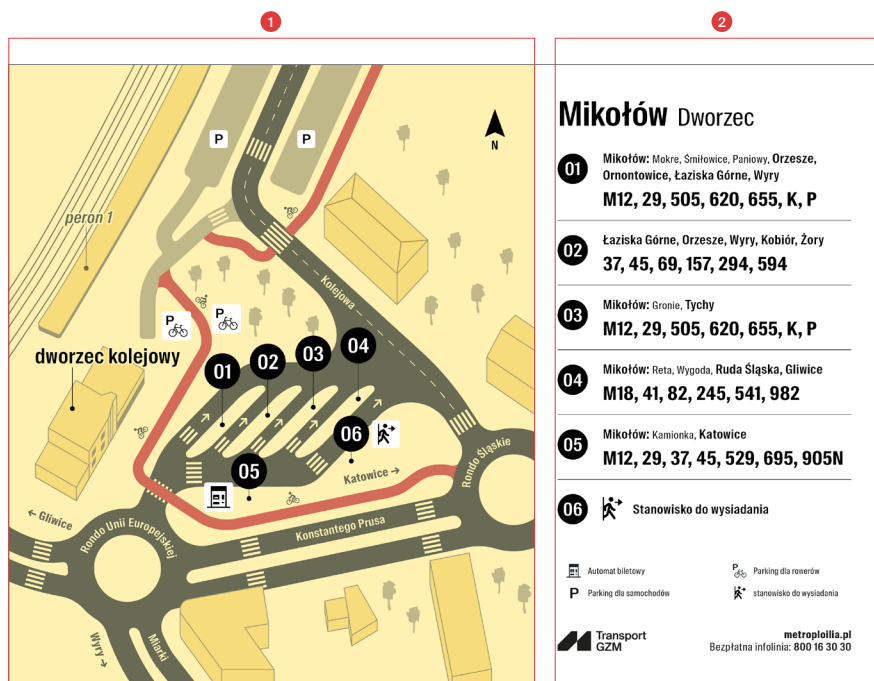 1
2
P
P
N
peron 1
Kolejowa
P
P
dworzec kolejowy
01
02
03
04
05
06
Katowice →
Rondo Śląskie
← Gliwice
Rondo Unii Europejskiej
Konstantego Prusa
Wyry →
Miarki
Mikołów Dworzec
01
Mikołów: Mokre, Śmiłowice, Paniowy, Orzesze,
Ornontowice, Łaziska Górne, Wyry
M12, 29, 505, 620, 655, K, P
02
Łaziska Górne, Orzesze, Wyry, Kobiór, Żory
37, 45, 69, 157, 294, 594
03
Mikołów: Gronie, Tychy
M12, 29, 505, 620, 655, K, P
04
Mikołów: Reta, Wygoda, Ruda Śląska, Gliwice
M18, 41, 82, 245, 541, 982
05
Mikołów: Kamionka, Katowice
M12, 29, 37, 45, 529, 695, 905N
06
Stanowisko do wysiadania
Automat biletowy
P Parking dla rowerów
P Parking dla samochodów
stanowisko do wysiadania
Transport
GZM
metroploilia.pl
Bezpłatna infolinia: 800 16 30 30